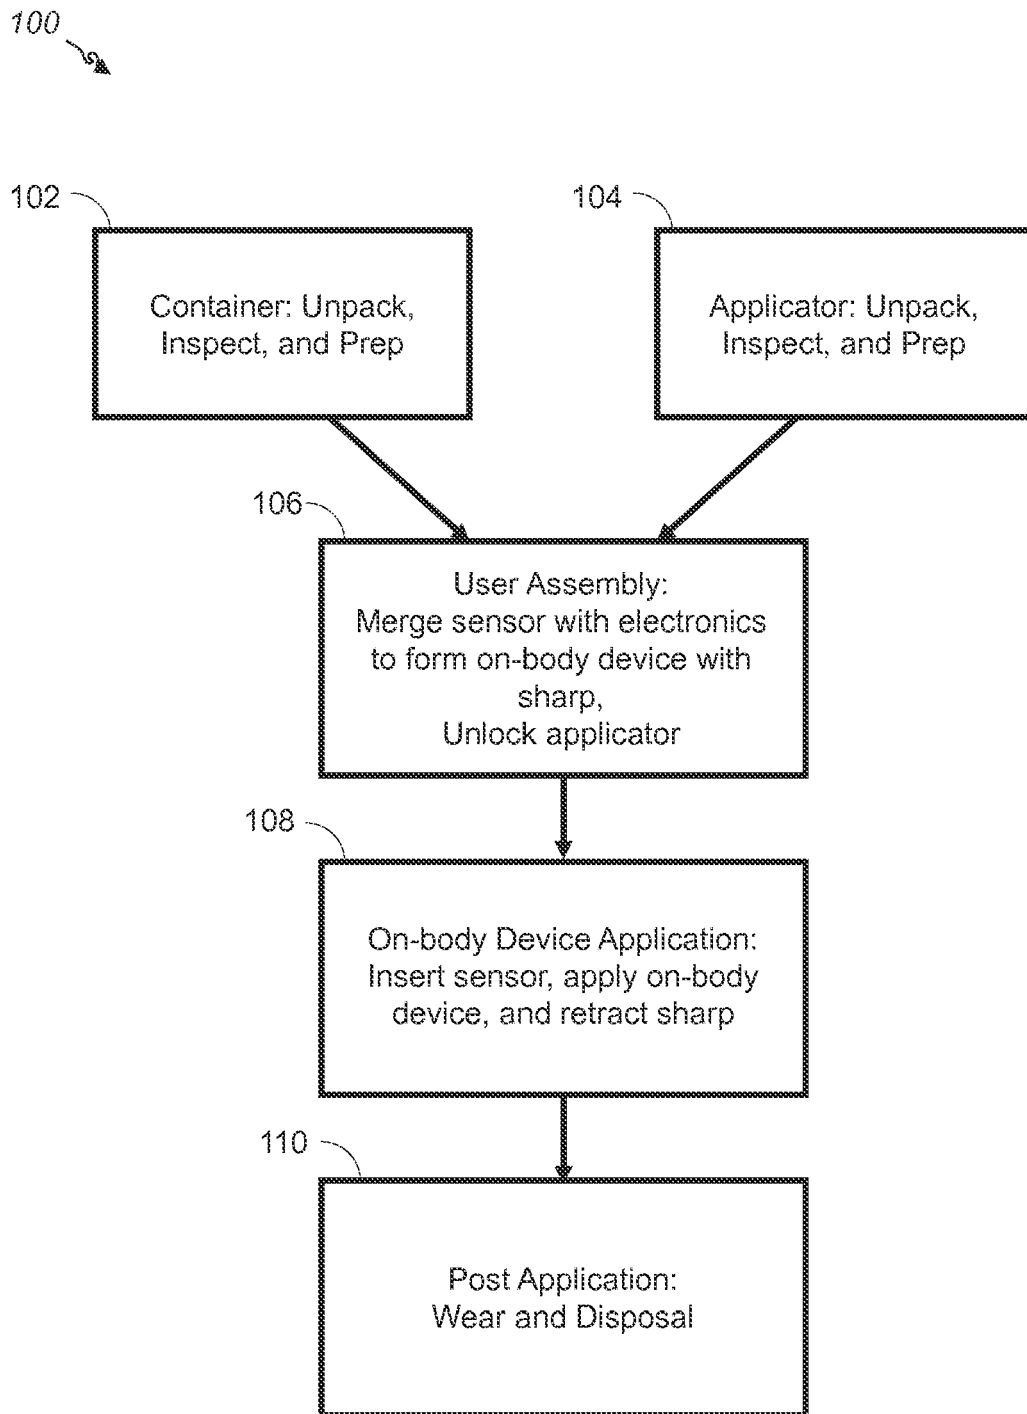 100
102
104
Container: Unpack,
Inspect, and Prep
Applicator: Unpack,
Inspect, and Prep
106
User Assembly:
Merge sensor with electronics
to form on-body device with
sharp,
Unlock applicator
108
On-body Device Application:
Insert sensor, apply on-body
device, and retract sharp
110
Post Application:
Wear and Disposal